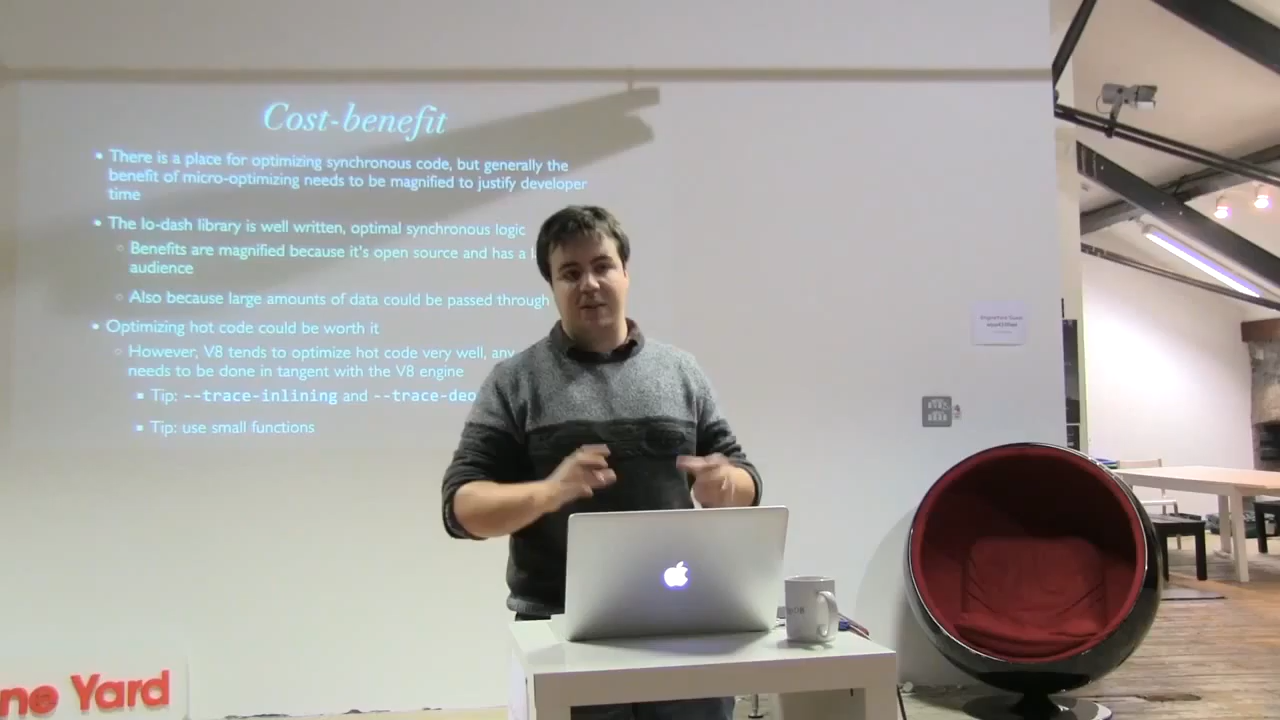 Cost-benefit
• There is a place for optimizing synchronous code, but generally the
benefit of micro-optimizing needs to be magnified to justify developer
time
• The lo-dash library is well written, optimal synchronous logic
◦ Benefits are magnified because it's open source and has a
audience
◦ Also because large amounts of data could be passed through
• Optimizing hot code could be worth it
◦ However, V8 tends to optimize hot code very well, any
needs to be done in tangent with the V8 engine
▪ Tip: --trace-inlining and --trace-deo
▪ Tip: use small functions
ne Yard